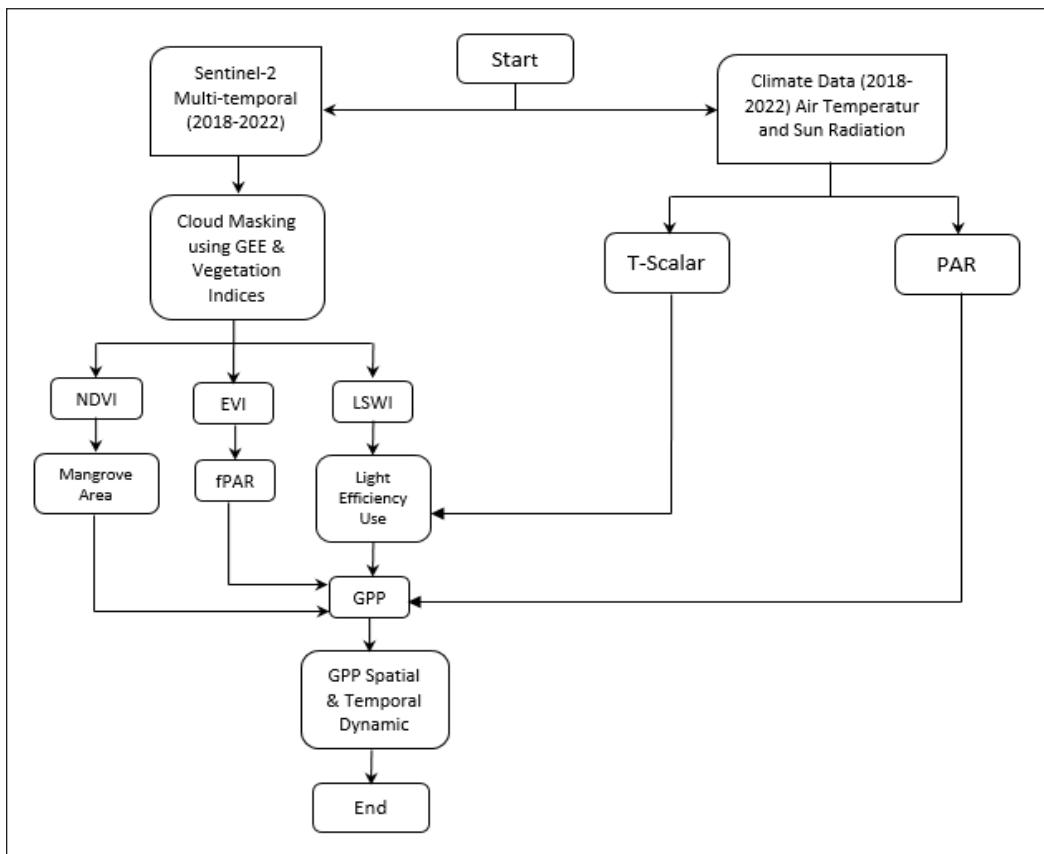 Start
Sentinel-2
Multi-temporal
(2018-2022)
Climate Data (2018-
2022) Air Temperatur
and Sun Radiation
Cloud Masking
using GEE &
Vegetation
Indices
T-Scalar
PAR
NDVI
EVI
LSWI
Mangrove
Area
fPAR
Light
Efficiency
Use
GPP
GPP Spatial
& Temporal
Dynamic
End